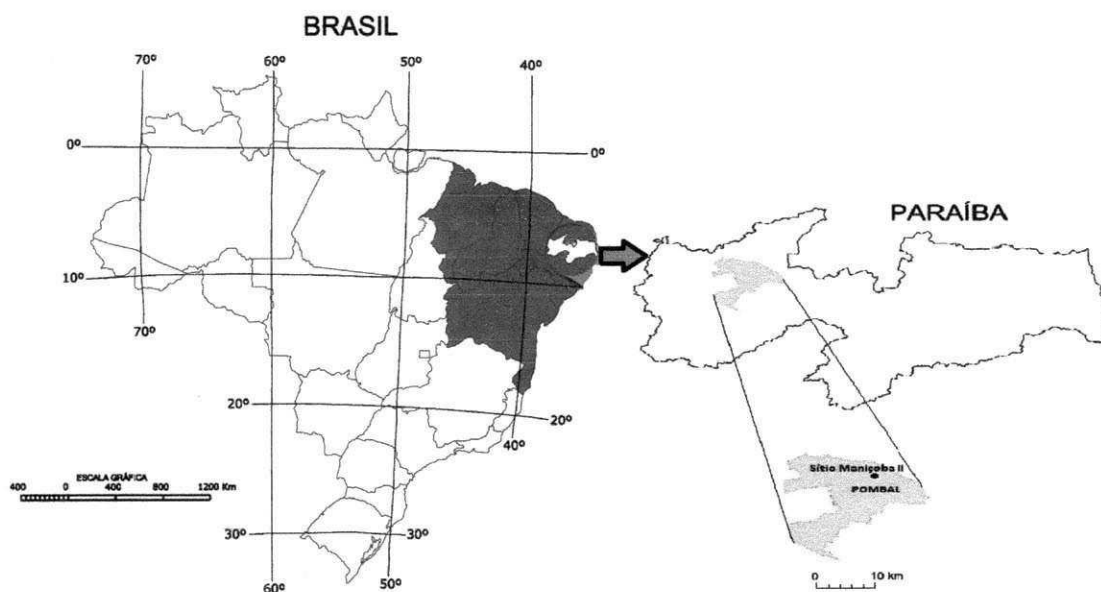 BRASIL
70º 60º 50º 40º
0º 0º
PARAÍBA
10º
70º
20º 20º
40º
ESCALA GRÁFICA
400 0 400 800 1200 Km
Sítio Maniçoba II
POMBAL
30º 30º
60º 50º
0 10 km